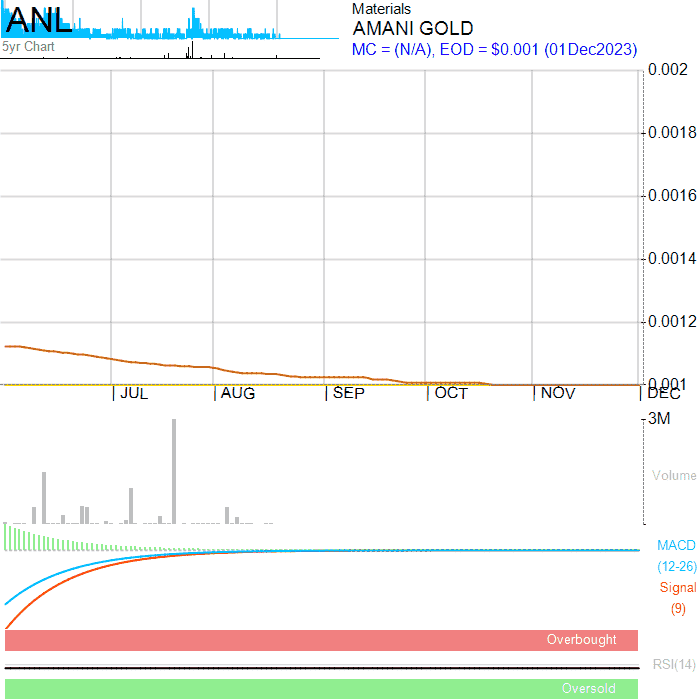 ANL
5yr Chart
Materials
AMANI GOLD
MC = (N/A), EOD = $0.001 (01Dec2023)
0.002
0.0018
0.0016
0.0014
0.0012
0.001
JUL AUG SEP OCT NOV DEC
3M
Volume
MACD
(12-26)
Signal
(9)
Overbought
RSI(14)
Oversold